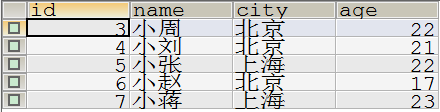 id name city age
3 小周 北京 22
4 小刘 北京 21
5 小张 上海 22
6 小赵 北京 17
7 小蒋 上海 23